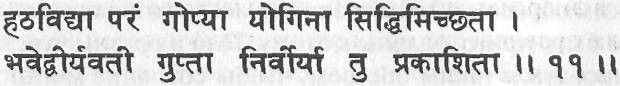 हठविद्या परं गोप्या योगिना सिद्धिमिच्छता ।
भवेद्वीर्यवती गुप्ता निर्वीर्या तु प्रकाशिता ॥ ११ ॥